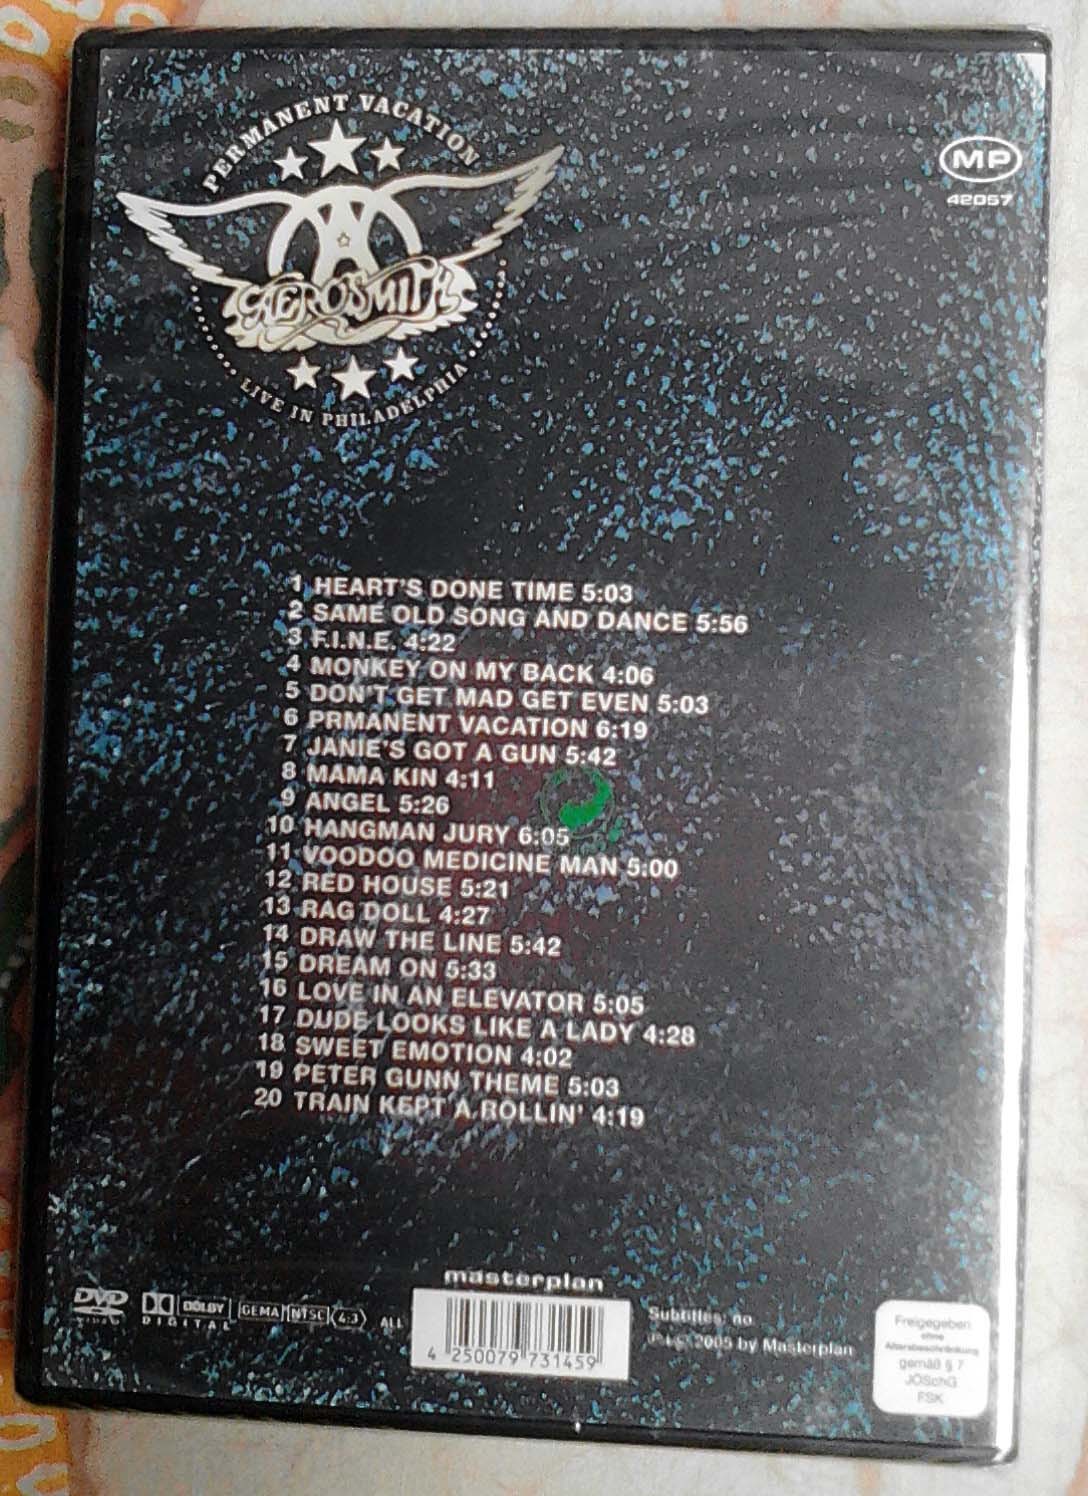 PERMANENT VACATION
AEROSMITH
LIVE IN PHILADELPHIA
MP
42057
1 HEART'S DONE TIME 5:03
2 SAME OLD SONG AND DANCE 5:56
3 F.I.N.E. 4:22
4 MONKEY ON MY BACK 4:06
5 DON'T GET MAD GET EVEN 5:03
6 PRMANENT VACATION 6:19
7 JANIE'S GOT A GUN 5:42
8 MAMA KIN 4:11
9 ANGEL 5:26
10 HANGMAN JURY 6:05
11 VOODOO MEDICINE MAN 5:00
12 RED HOUSE 5:21
13 RAG DOLL 4:27
14 DRAW THE LINE 5:42
15 DREAM ON 5:33
16 LOVE IN AN ELEVATOR 5:05
17 DUDE LOOKS LIKE A LADY 4:28
18 SWEET EMOTION 4:02
19 PETER GUNN THEME 5:03
20 TRAIN KEPT A ROLLIN' 4:19
masterplan
DVD VIDEO
DOLBY DIGITAL
GEMA NTSC 4:3 ALL
4 250079 731459
Subtitles: no
2005 by Masterplan
Freigegeben
ohne
Altersbeschränkung
gemäß § 7
JÖSchG
FSK